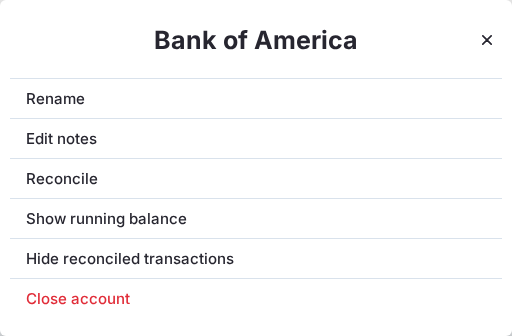 Bank of America
Rename
Edit notes
Reconcile
Show running balance
Hide reconciled transactions
Close account